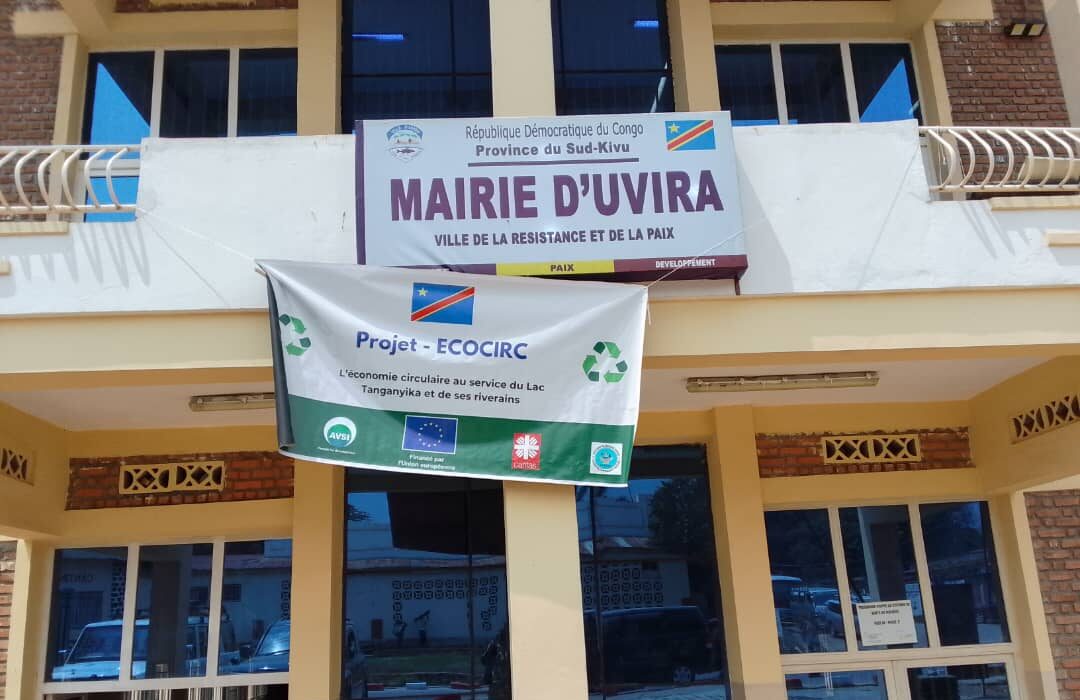 République Démocratique du Congo
Province du Sud-Kivu
MAIRIE D'UVIRA
VILLE DE LA RESISTANCE ET DE LA PAIX
PAIX
DEVELOPPEMENT
Projet - ECOCIRC
L'économie circulaire au service du Lac
Tanganyika et de ses riverains
AVSI
Financé par
l'Union européenne
caritas